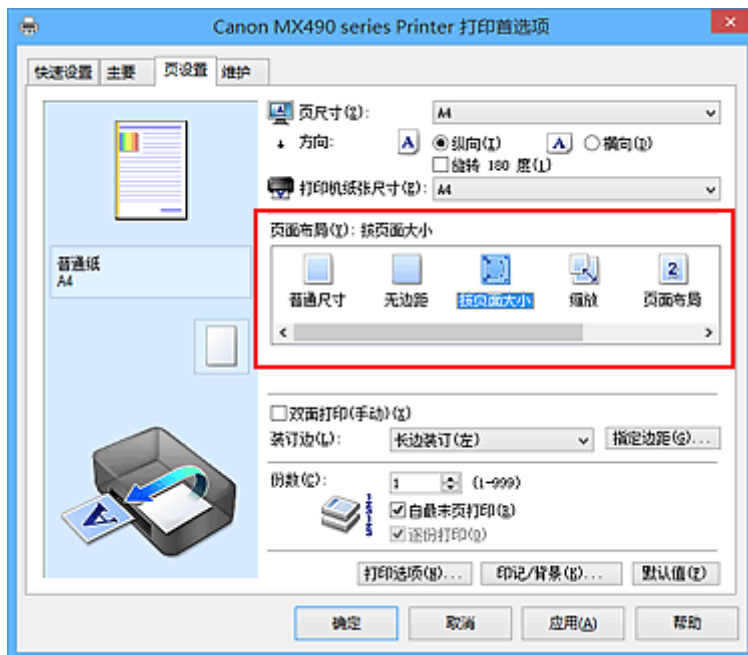 Canon MX490 series Printer 打印首选项
快速设置 主要 页设置 维护
页尺寸(Z): A4
方向: A 纵向(I) A 横向(D)
旋转 180 度(J)
打印机纸张尺寸(E): A4
页面布局(Y): 按页面大小
普通尺寸 无边距 按页面大小 缩放 页面布局
普通纸
A4
双面打印(手动)(X)
装订边(L): 长边装订(左) 指定边距(G)...
份数(C): 1 (1-999)
自最末页打印(R)
逐份打印(O)
打印选项(N)... 印记/背景(K)... 默认值(F)
确定 取消 应用(A) 帮助